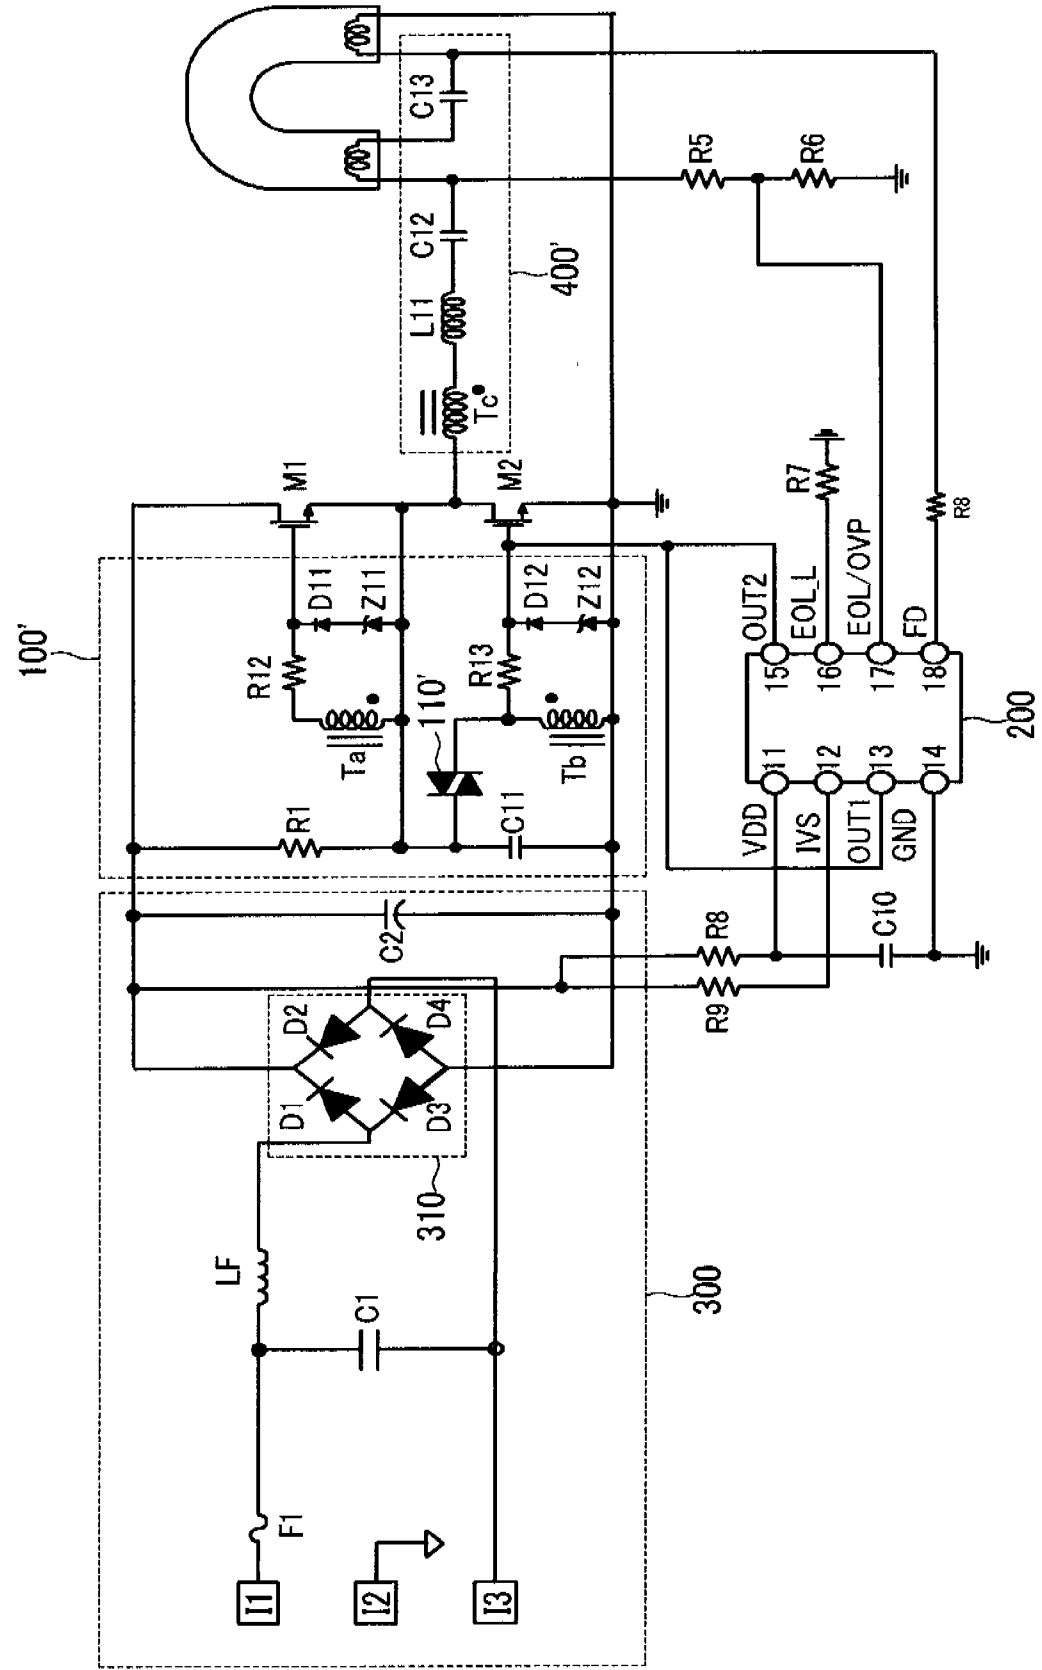 I1
I2
I3
F1
C1
LF
310
D1
D2
D3
D4
300
C2
R1
C11
110'
Ta
Tb
R12
R13
D11
Z11
D12
Z12
100'
M1
M2
Tc
L11
C12
C13
400'
R5
R6
R7
R8
R8
R9
C10
VDD
IVS
OUT1
GND
11
12
13
14
15
16
17
18
OUT2
EOL_L
EOL/OVP
FD
200